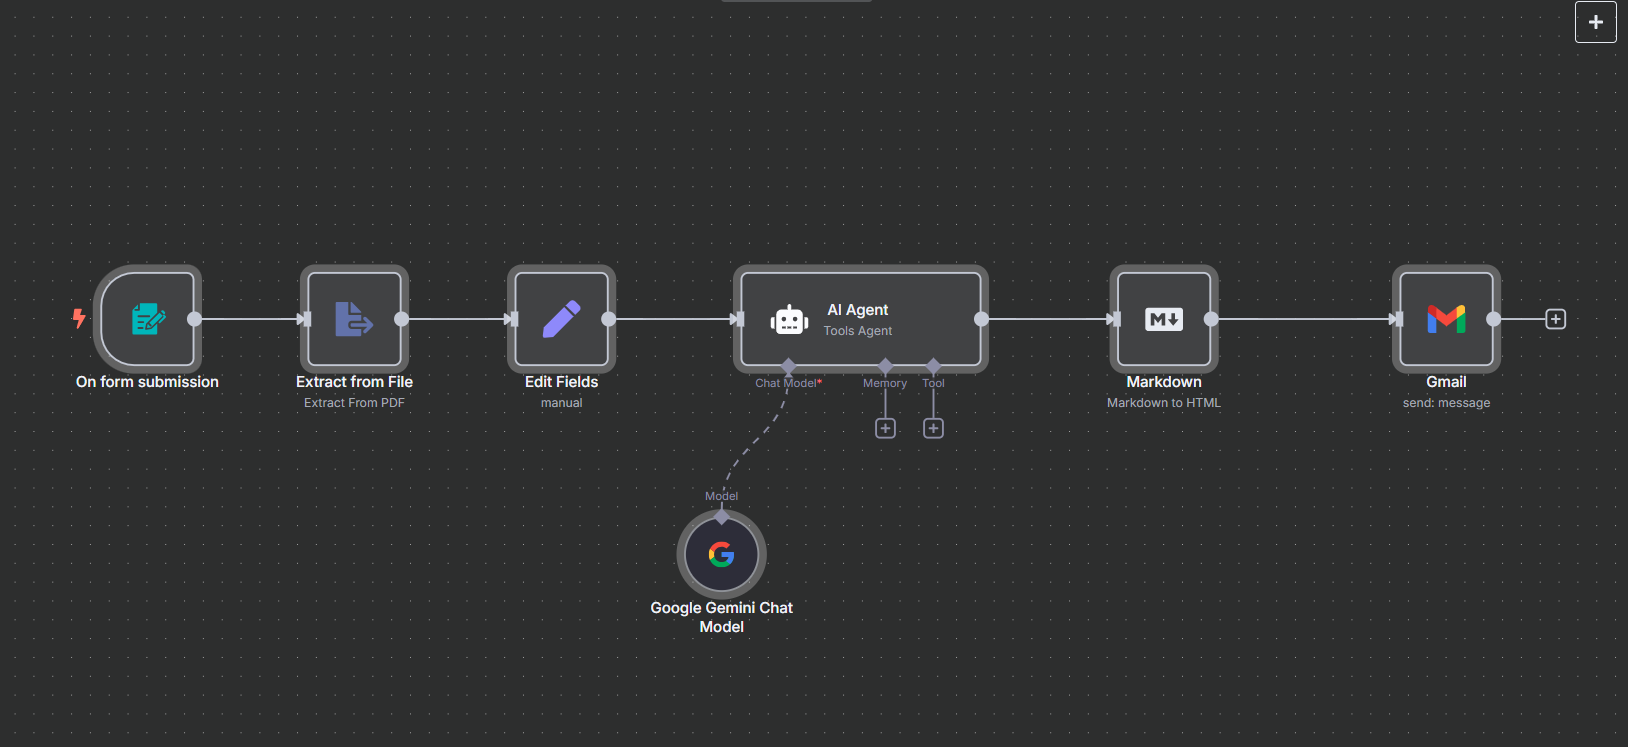 On form submission
Extract from File
Extract From PDF
Edit Fields
manual
AI Agent
Tools Agent
Chat Model*
Memory
Tool
Model
Google Gemini Chat
Model
M
Markdown
Markdown to HTML
Gmail
send: message